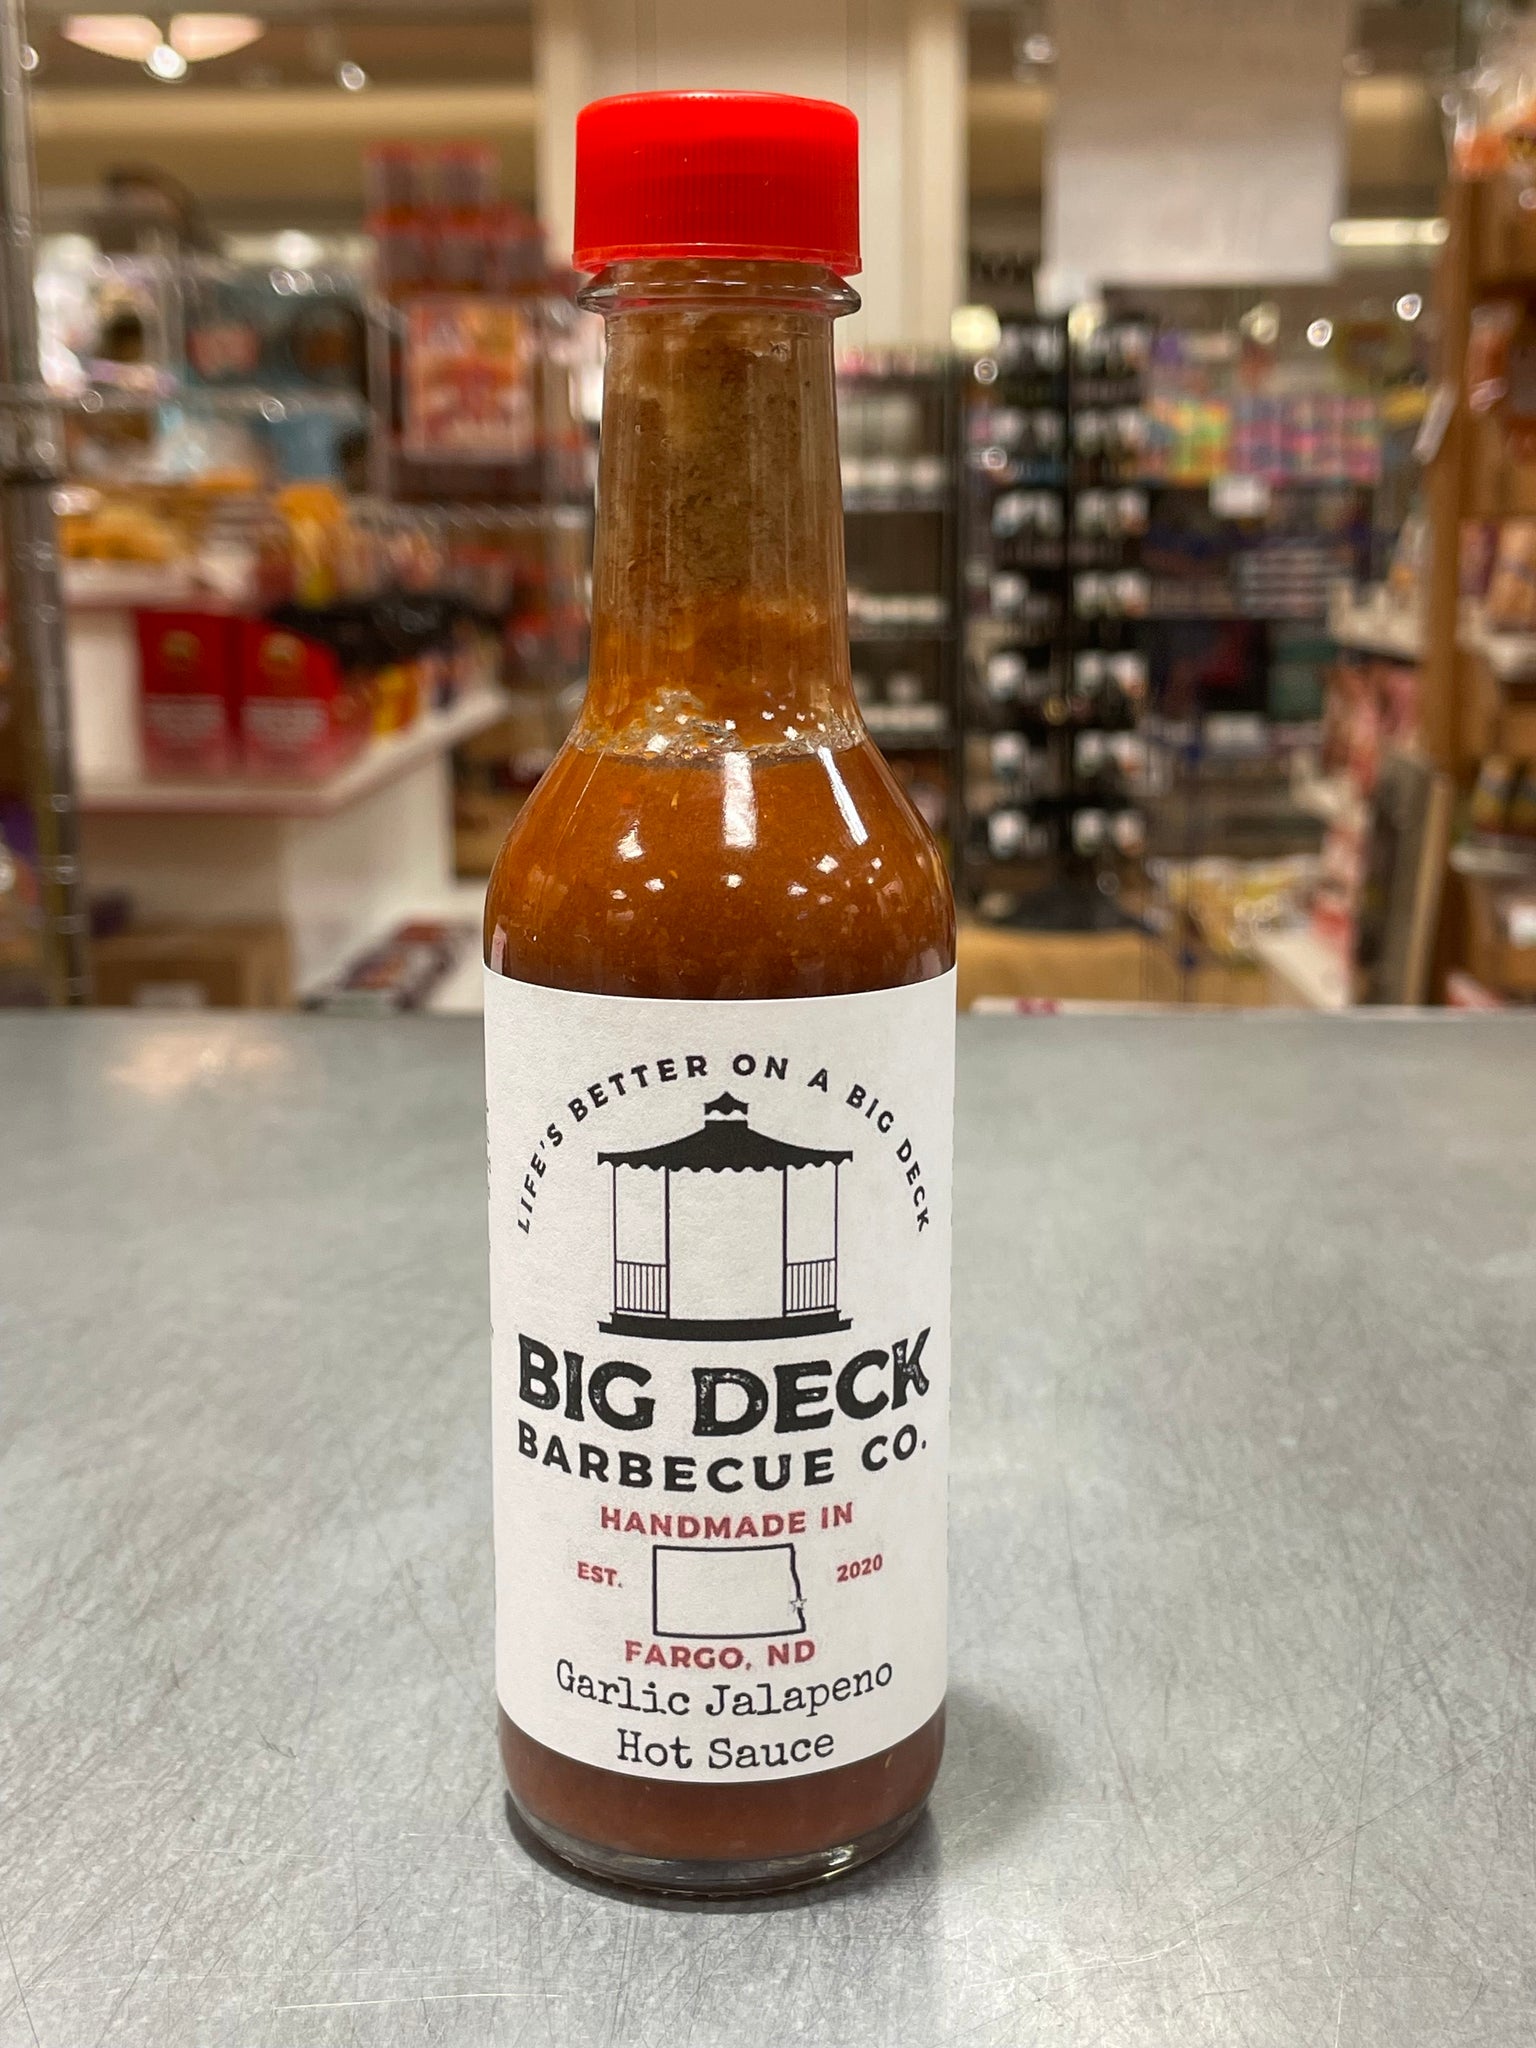 LIFE'S BETTER ON A BIG DECK
BIG DECK
BARBECUE CO.
HANDMADE IN
EST. 2020
FARGO, ND
Garlic Jalapeno
Hot Sauce